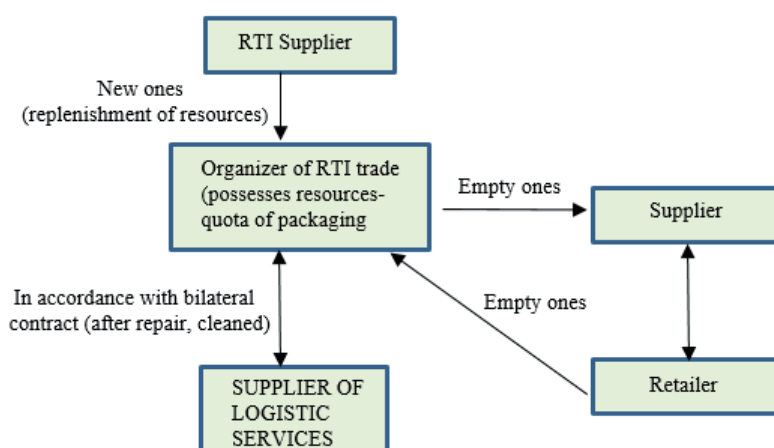 RTI Supplier
New ones
(replenishment of resources)
Organizer of RTI trade
(possesses resources-
quota of packaging
Empty ones
Supplier
In accordance with bilateral
contract (after repair, cleaned)
Empty ones
Retailer
SUPPLIER OF
LOGISTIC
SERVICES